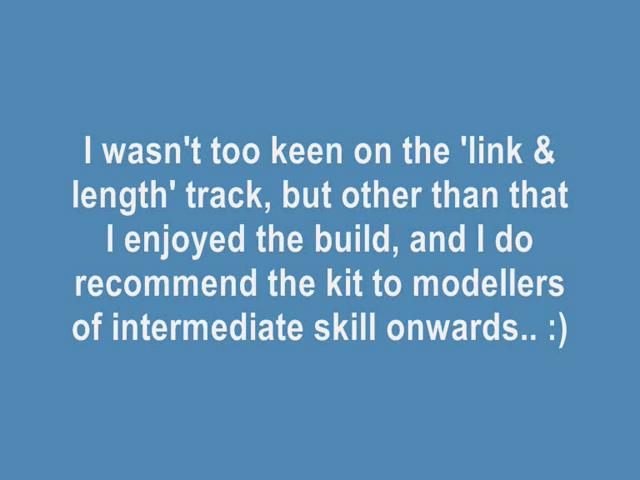 I wasn't too keen on the 'link &
length' track, but other than that
I enjoyed the build, and I do
recommend the kit to modellers
of intermediate skill onwards.. :)